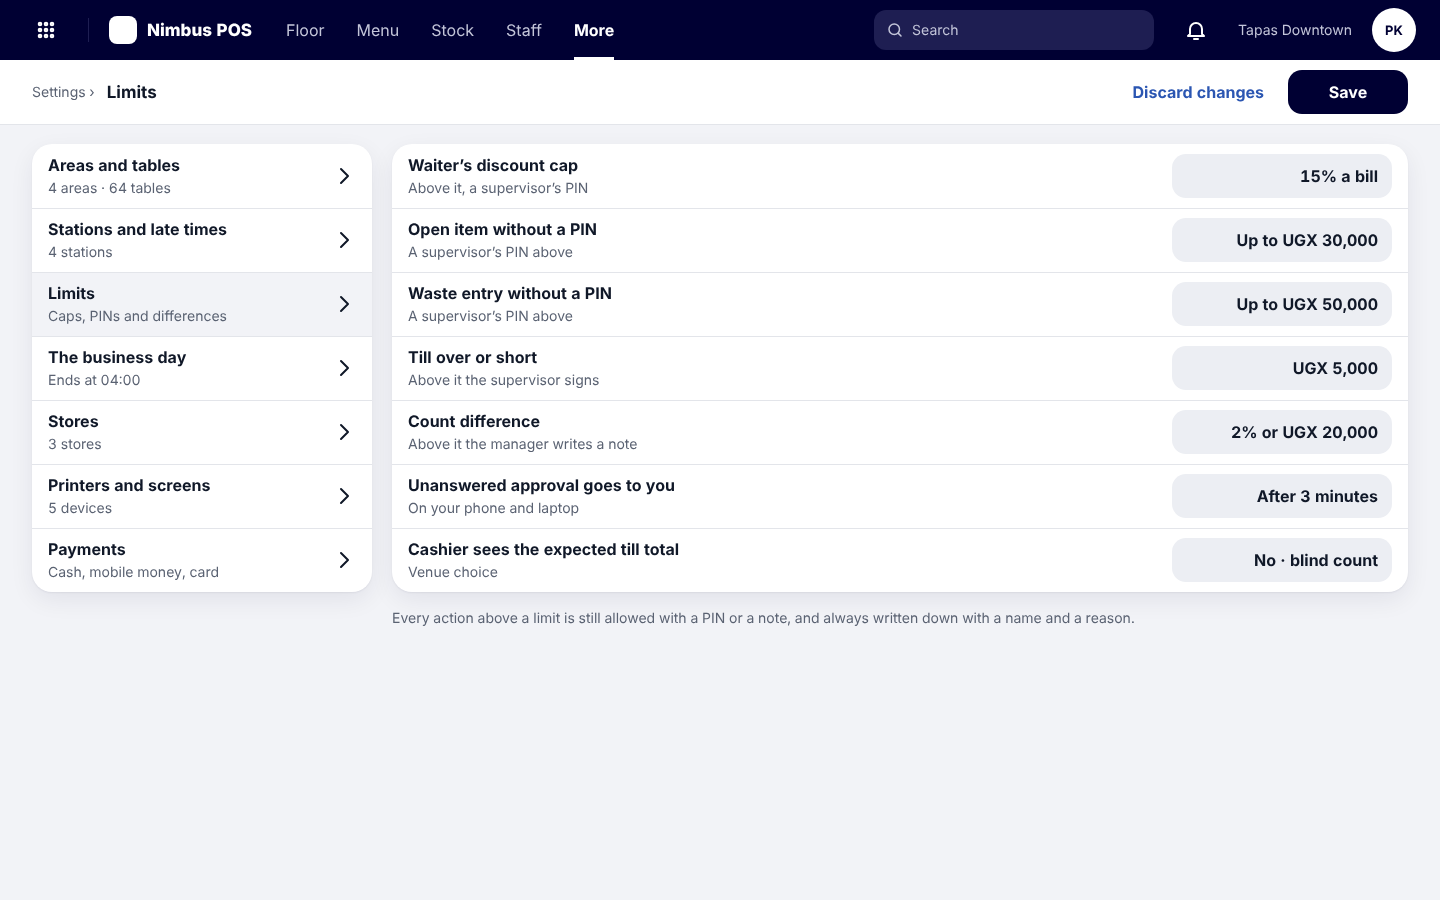 Nimbus POS
Floor
Menu
Stock
Staff
More
Search
Tapas Downtown
PK
Settings ›
Limits
Discard changes
Save
Areas and tables
4 areas · 64 tables
Stations and late times
4 stations
Limits
Caps, PINs and differences
The business day
Ends at 04:00
Stores
3 stores
Printers and screens
5 devices
Payments
Cash, mobile money, card
Waiter’s discount cap
Above it, a supervisor’s PIN
15% a bill
Open item without a PIN
A supervisor’s PIN above
Up to UGX 30,000
Waste entry without a PIN
A supervisor’s PIN above
Up to UGX 50,000
Till over or short
Above it the supervisor signs
UGX 5,000
Count difference
Above it the manager writes a note
2% or UGX 20,000
Unanswered approval goes to you
On your phone and laptop
After 3 minutes
Cashier sees the expected till total
Venue choice
No · blind count
Every action above a limit is still allowed with a PIN or a note, and always written down with a name and a reason.